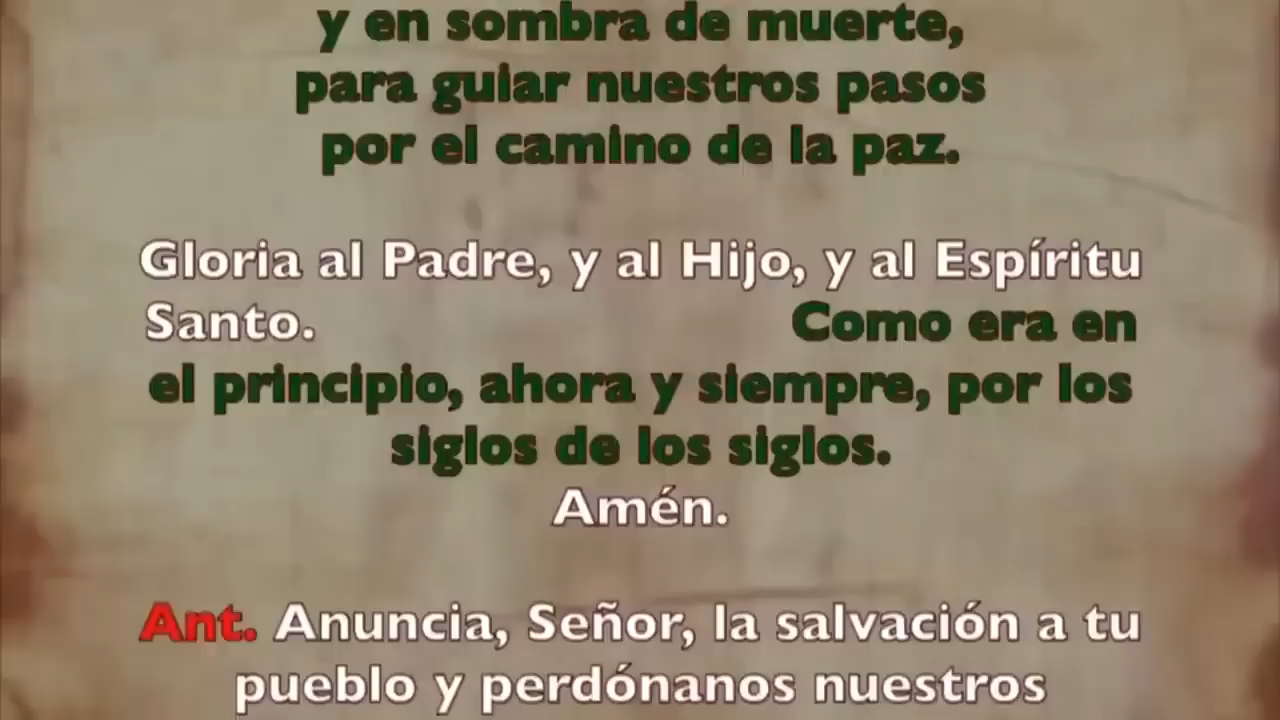 y en sombra de muerte,
para guiar nuestros pasos
por el camino de la paz.
Gloria al Padre, y al Hijo, y al Espíritu
Santo. Como era en
el principio, ahora y siempre, por los
siglos de los siglos.
Amén.
Ant. Anuncia, Señor, la salvación a tu
pueblo y perdónanos nuestros